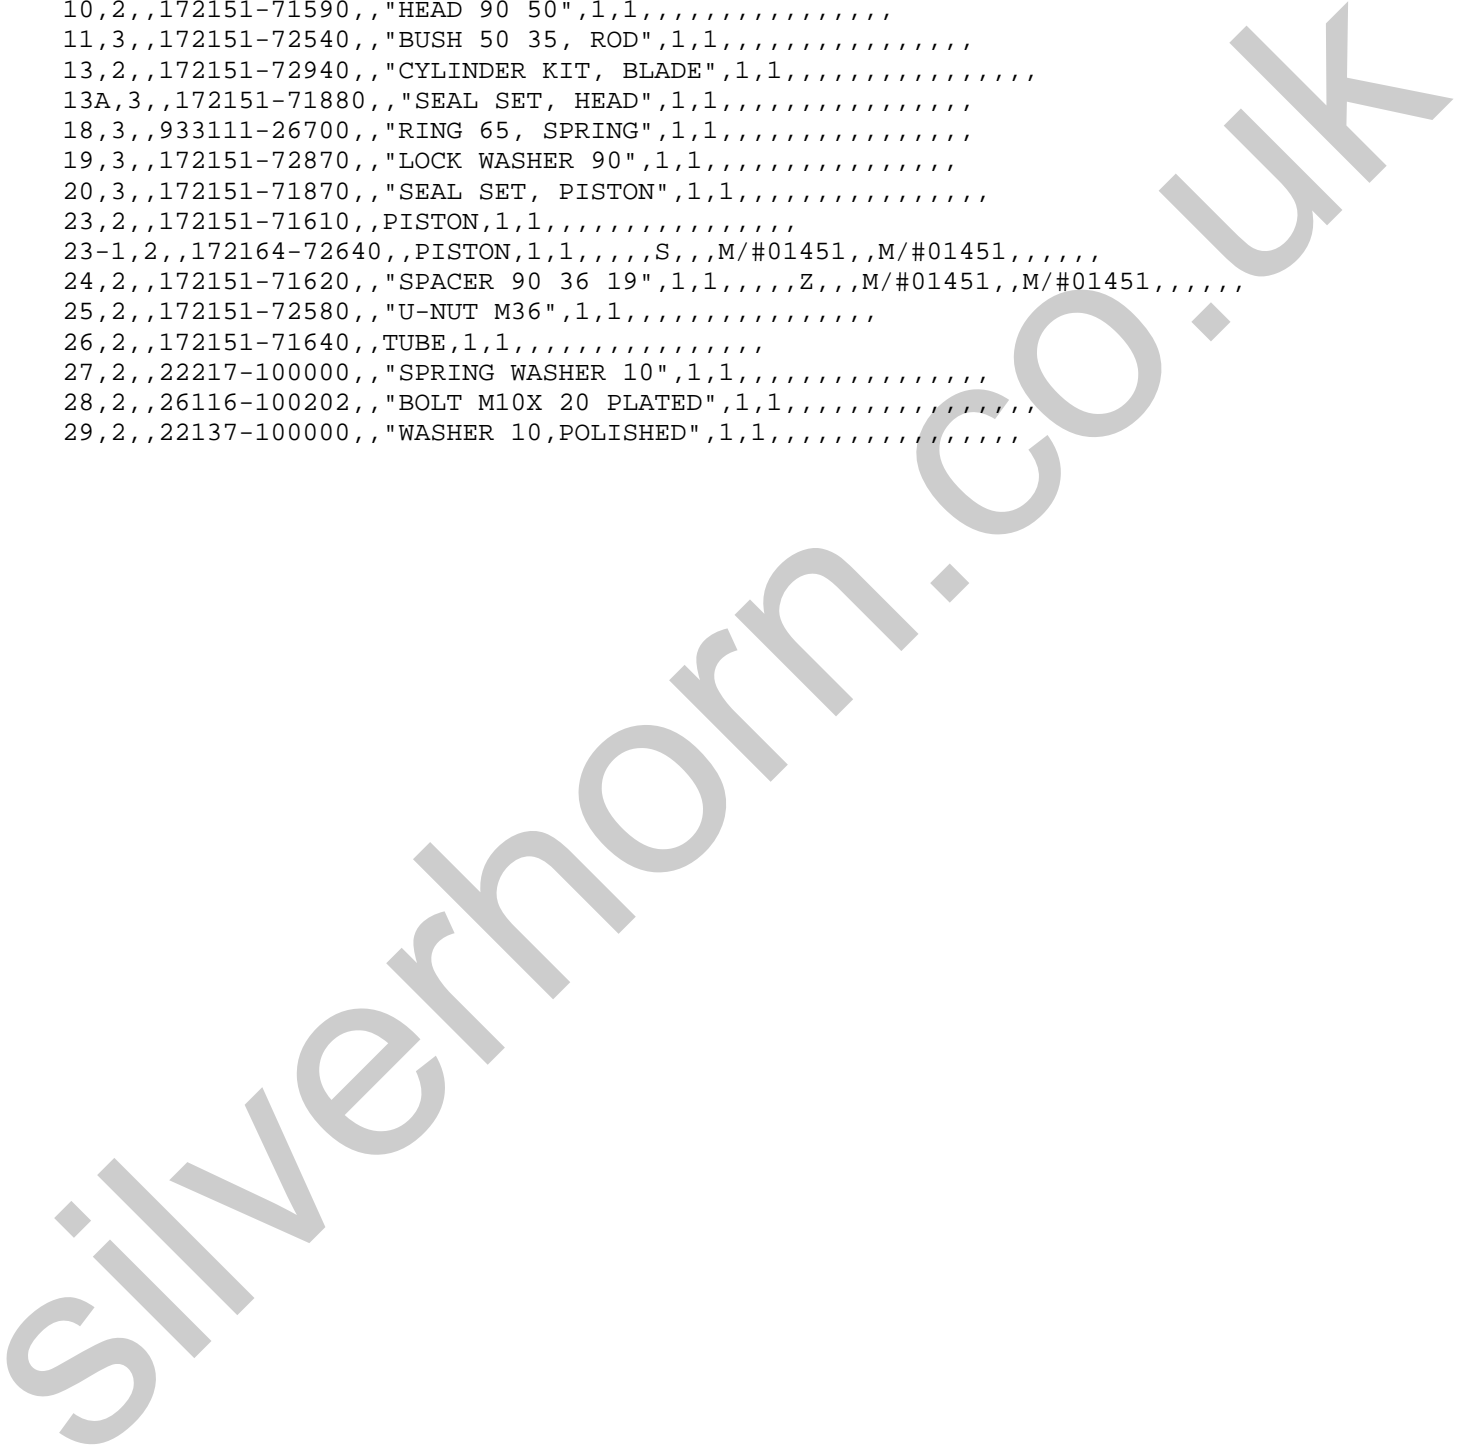 10,2,,172151-71590,,"HEAD 90 50",1,1,,,,,,,,,,,,,,,,
11,3,,172151-72540,,"BUSH 50 35, ROD",1,1,,,,,,,,,,,,,,,,
13,2,,172151-72940,,"CYLINDER KIT, BLADE",1,1,,,,,,,,,,,,,,,,
13A,3,,172151-71880,,"SEAL SET, HEAD",1,1,,,,,,,,,,,,,,,,
18,3,,933111-26700,,"RING 65, SPRING",1,1,,,,,,,,,,,,,,,,
19,3,,172151-72870,,"LOCK WASHER 90",1,1,,,,,,,,,,,,,,,,
20,3,,172151-71870,,"SEAL SET, PISTON",1,1,,,,,,,,,,,,,,,,
23,2,,172151-71610,,PISTON,1,1,,,,,,,,,,,,,,,,
23-1,2,,172164-72640,,PISTON,1,1,,,,,S,,,M/#01451,,M/#01451,,,,,,
24,2,,172151-71620,,"SPACER 90 36 19",1,1,,,,,Z,,,M/#01451,,M/#01451,,,,,,
25,2,,172151-72580,,"U-NUT M36",1,1,,,,,,,,,,,,,,,,
26,2,,172151-71640,,TUBE,1,1,,,,,,,,,,,,,,,,
27,2,,22217-100000,,"SPRING WASHER 10",1,1,,,,,,,,,,,,,,,,
28,2,,26116-100202,,"BOLT M10X 20 PLATED",1,1,,,,,,,,,,,,,,,,
29,2,,22137-100000,,"WASHER 10,POLISHED",1,1,,,,,,,,,,,,,,,,
silverhorn.co.uk